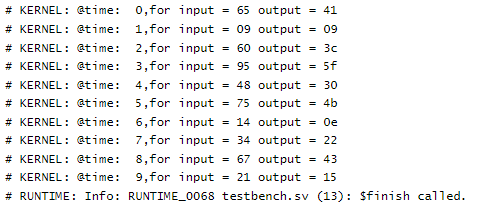 # KERNEL: @time:  0,for input = 65 output = 41
# KERNEL: @time:  1,for input = 09 output = 09
# KERNEL: @time:  2,for input = 60 output = 3c
# KERNEL: @time:  3,for input = 95 output = 5f
# KERNEL: @time:  4,for input = 48 output = 30
# KERNEL: @time:  5,for input = 75 output = 4b
# KERNEL: @time:  6,for input = 14 output = 0e
# KERNEL: @time:  7,for input = 34 output = 22
# KERNEL: @time:  8,for input = 67 output = 43
# KERNEL: @time:  9,for input = 21 output = 15
# RUNTIME: Info: RUNTIME_0068 testbench.sv (13): $finish called.